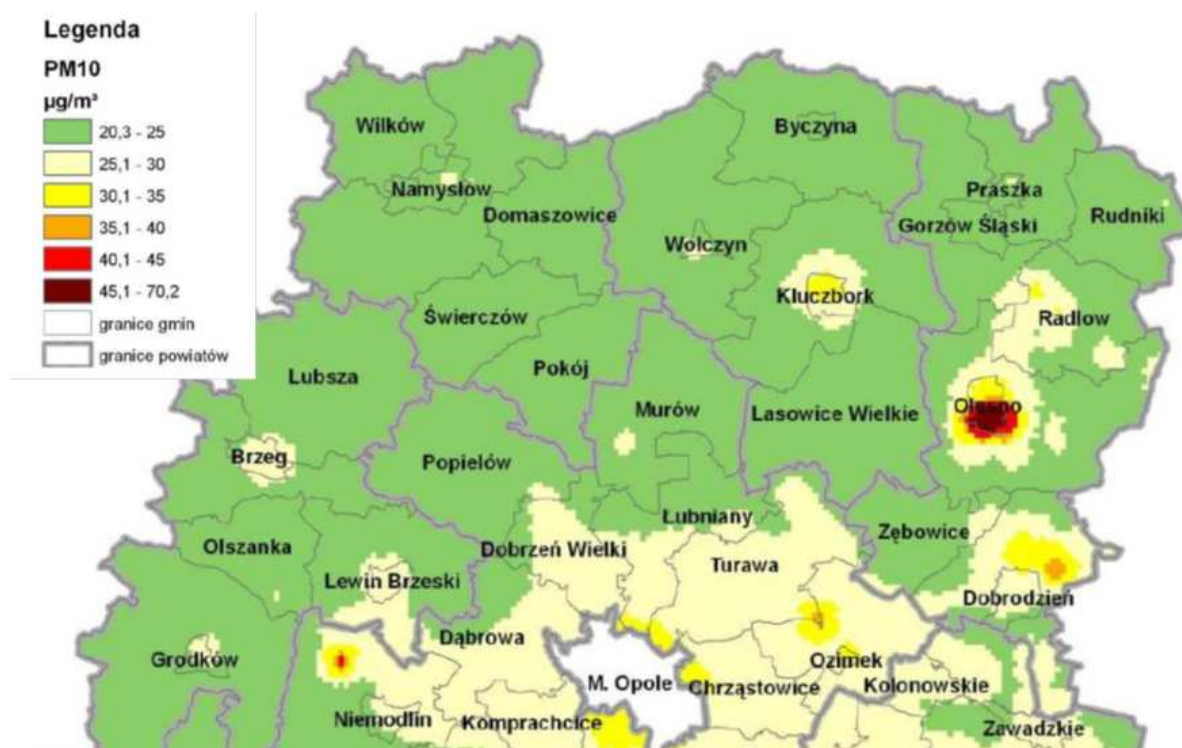 Legenda
PM10
µg/m³
20,3 - 25
25,1 - 30
30,1 - 35
35,1 - 40
40,1 - 45
45,1 - 70,2
granice gmin
granice powiatów
Wilków
Byczyna
Namysłow
Praszka
Domaszowice
Gorzów Śląski
Rudniki
Wołczyn
Kluczbork
Świerczów
Radlow
Lubsza
Pokój
Murów
Lasowice Wielkie
Olesno
Brzeg
Popielów
Lubniany
Zębowice
Olszanka
Dobrzeń Wielki
Turawa
Lewin Brzeski
Dobrodzień
Dąbrowa
Grodków
Ozimek
M. Opole
Chrząstowice
Kolonowskie
Niemodlin
Komprachcice
Zawadzkie